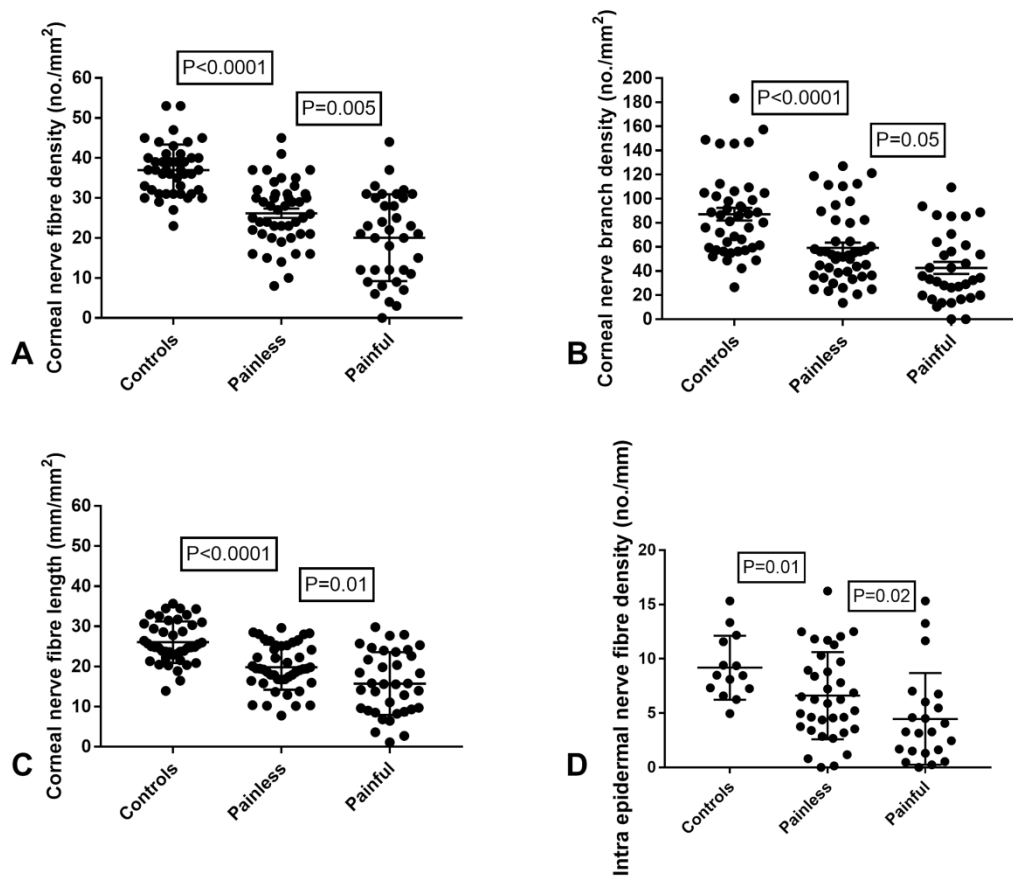 Corneal nerve fibre density (no./mm²)
60
50
40
30
20
10
0
P<0.0001
P=0.005
Controls
Painless
Painful
A
Corneal nerve branch density (no./mm²)
200
180
160
140
120
100
80
60
40
20
0
P<0.0001
P=0.05
Controls
Painless
Painful
B
Corneal nerve fibre length (mm/mm²)
60
50
40
30
20
10
0
P<0.0001
P=0.01
Controls
Painless
Painful
C
Intra epidermal nerve fibre density (no./mm)
20
15
10
5
0
P=0.01
P=0.02
Controls
Painless
Painful
D